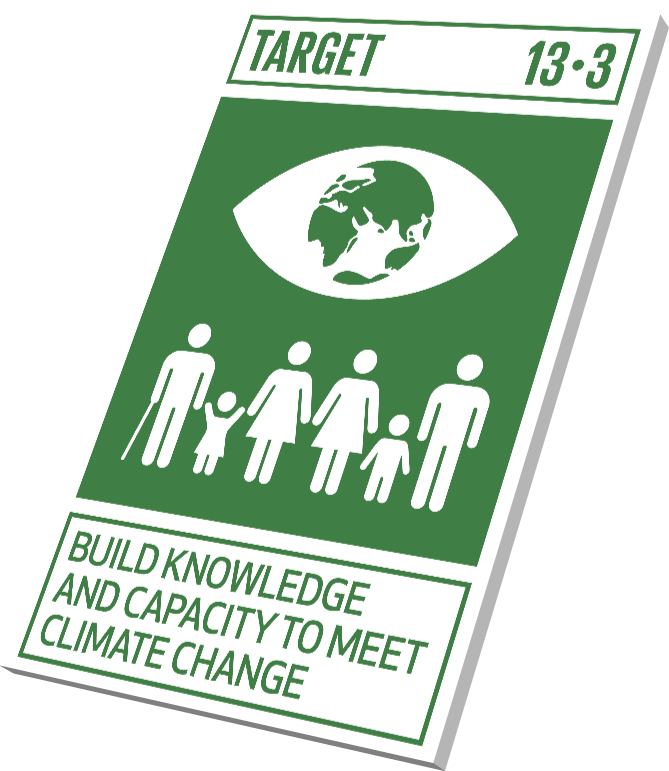 TARGET 13·3
BUILD KNOWLEDGE
AND CAPACITY TO MEET
CLIMATE CHANGE